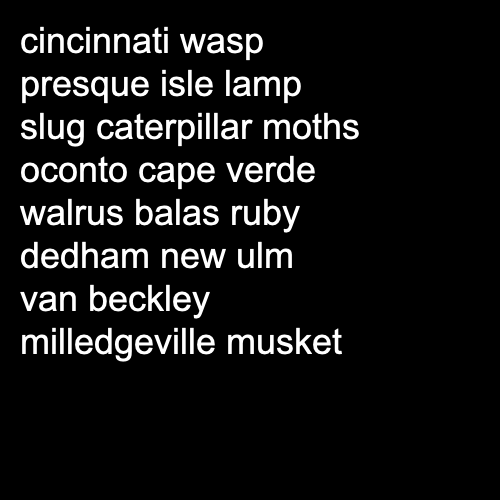 cincinnati wasp
presque isle lamp
slug caterpillar moths
oconto cape verde
walrus balas ruby
dedham new ulm
van beckley
milledgeville musket